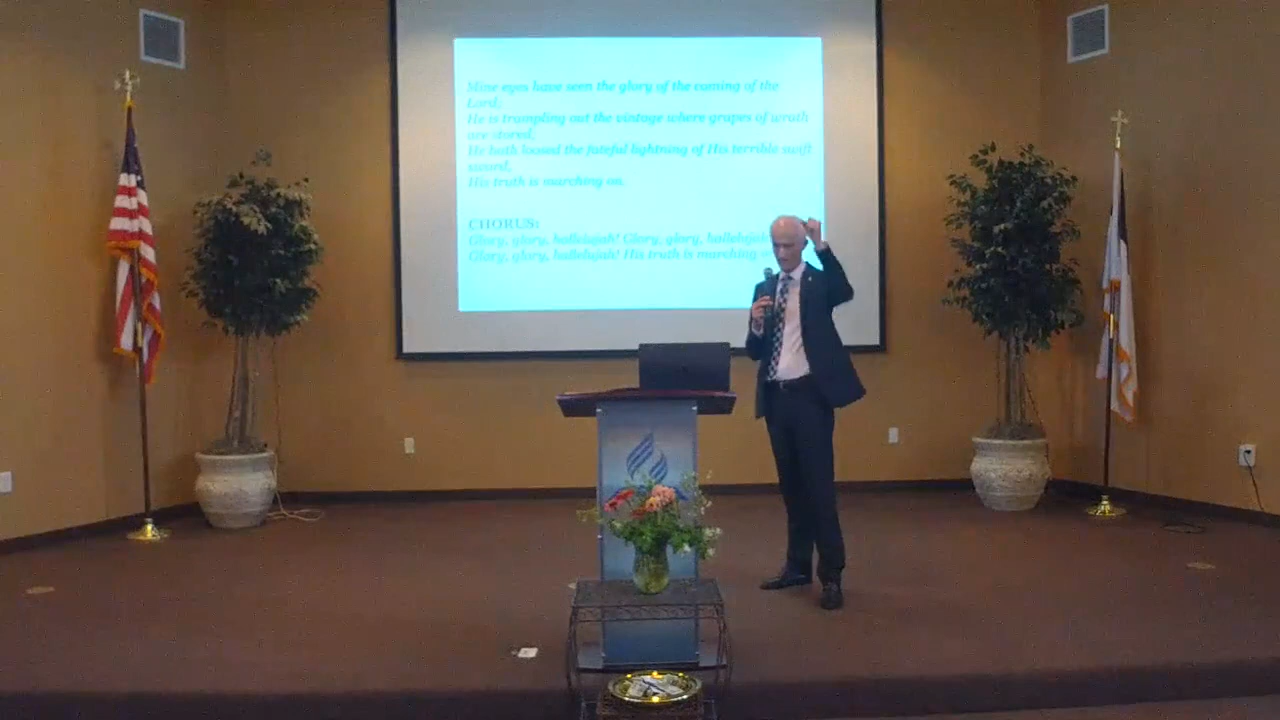 Mine eyes have seen the glory of the coming of the
Lord;
He is trampling out the vintage where grapes of wrath
are stored;
He hath loosed the fateful lightning of His terrible swift
sword,
His truth is marching on.
CHORUS:
Glory, glory, hallelujah! Glory, glory, hallelujah
Glory, glory, hallelujah! His truth is marching